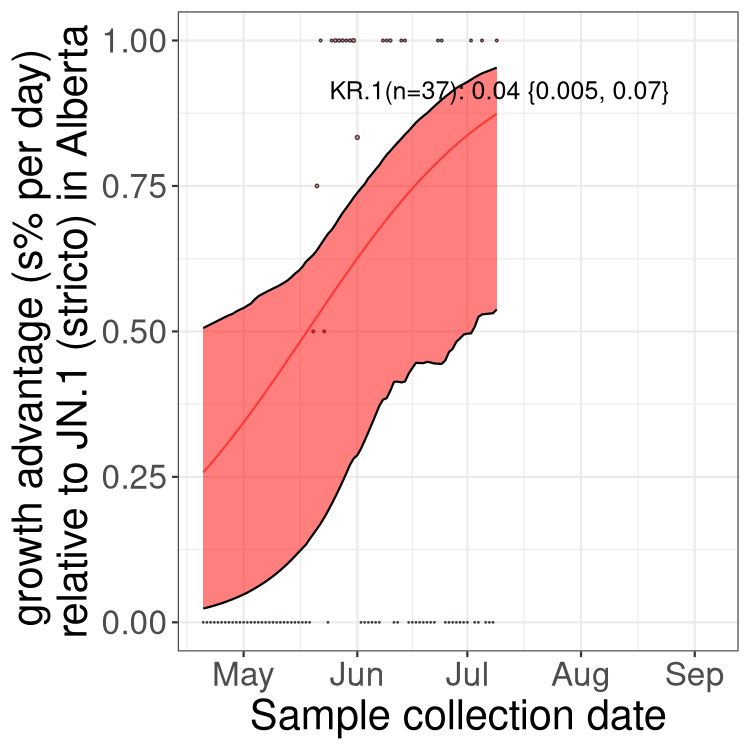 growth advantage (s% per day)
relative to JN.1 (stricto) in Alberta
1.00
0.75
0.50
0.25
0.00
KR.1(n=37): 0.04 {0.005, 0.07}
May Jun Jul Aug Sep
Sample collection date